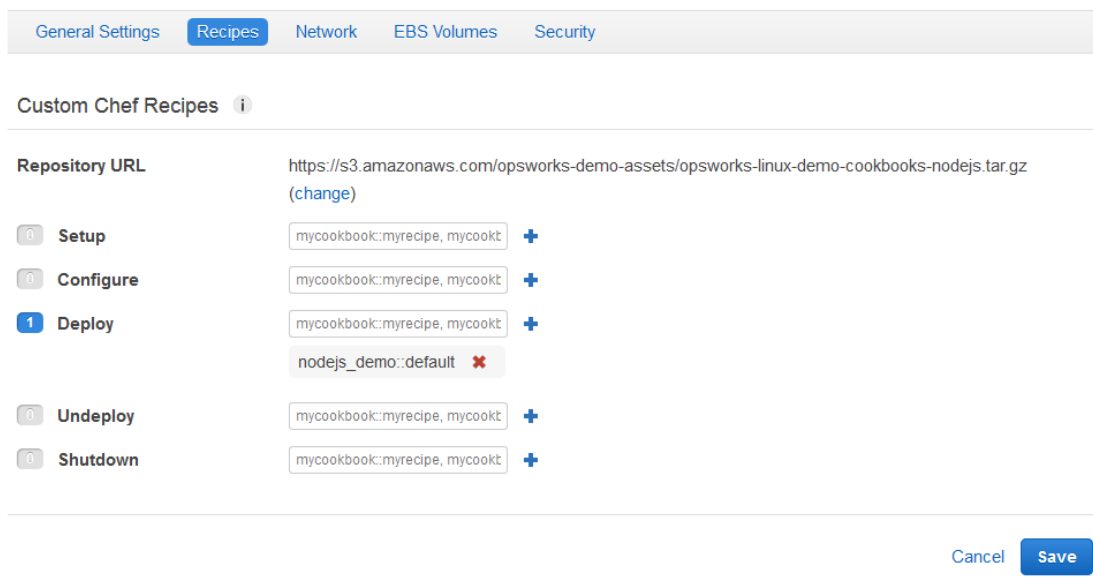 General Settings Recipes Network EBS Volumes Security
Custom Chef Recipes i
Repository URL https://s3.amazonaws.com/opsworks-demo-assets/opsworks-linux-demo-cookbooks-nodejs.tar.gz
(change)
0 Setup mycookbook::myrecipe, mycookb
0 Configure mycookbook::myrecipe, mycookb
1 Deploy mycookbook::myrecipe, mycookb
nodejs_demo::default
0 Undeploy mycookbook::myrecipe, mycookb
0 Shutdown mycookbook::myrecipe, mycookb
Cancel Save